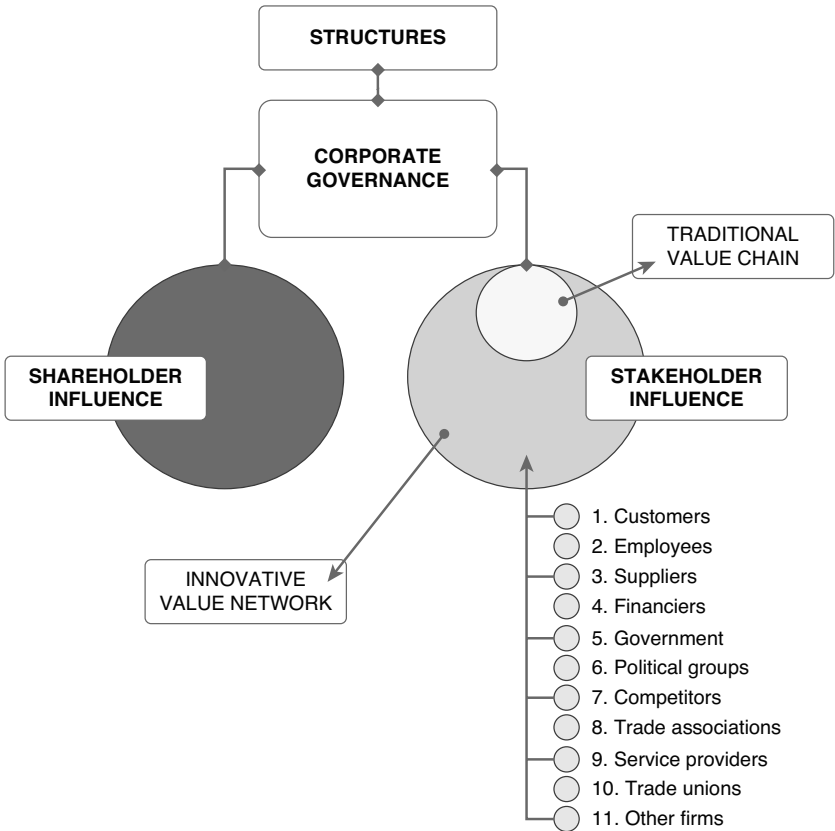 STRUCTURES
CORPORATE
GOVERNANCE
TRADITIONAL
VALUE CHAIN
SHAREHOLDER
INFLUENCE
STAKEHOLDER
INFLUENCE
INNOVATIVE
VALUE NETWORK
1. Customers
2. Employees
3. Suppliers
4. Financiers
5. Government
6. Political groups
7. Competitors
8. Trade associations
9. Service providers
10. Trade unions
11. Other firms